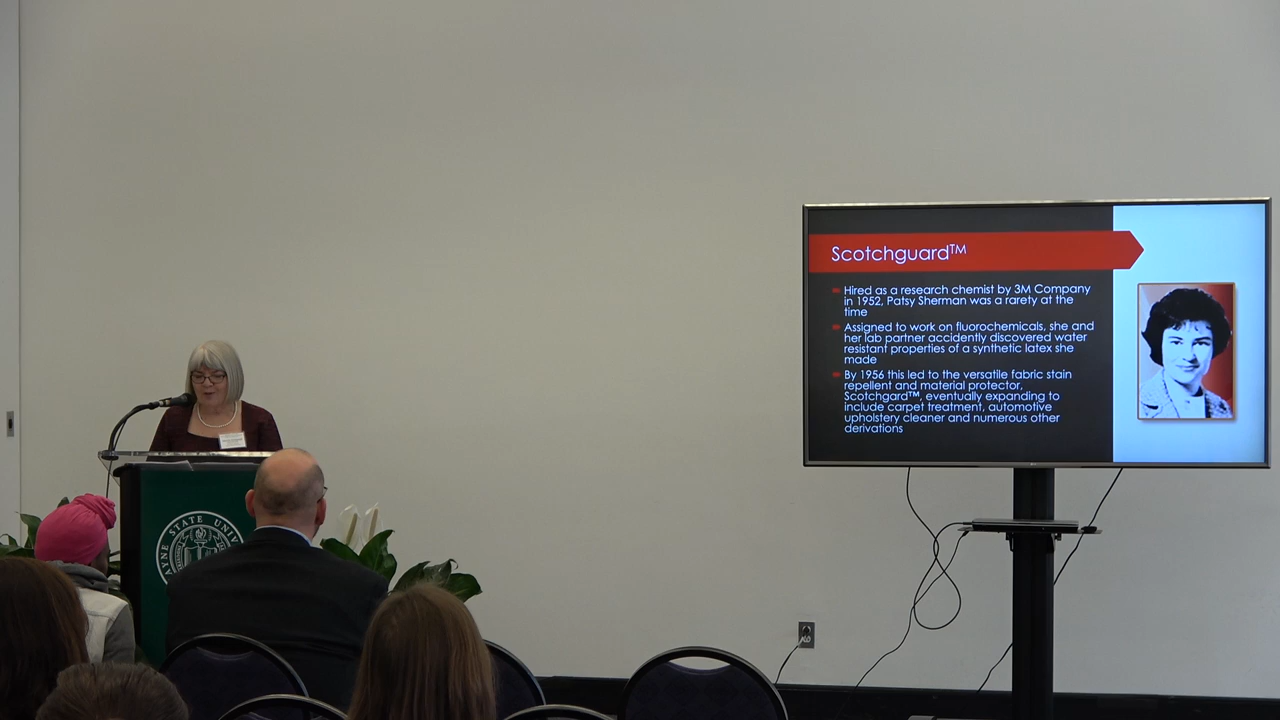 Scotchguard™
Hired as a research chemist by 3M Company
in 1952, Patsy Sherman was a rarety at the
time
Assigned to work on fluorochemicals, she and
her lab partner accidently discovered water
resistant properties of a synthetic latex she
made
By 1956 this led to the versatile fabric stain
repellent and material protector,
Scotchgard™, eventually expanding to
include carpet treatment, automotive
upholstery cleaner and numerous other
derivations
AYNE STATE UNIV